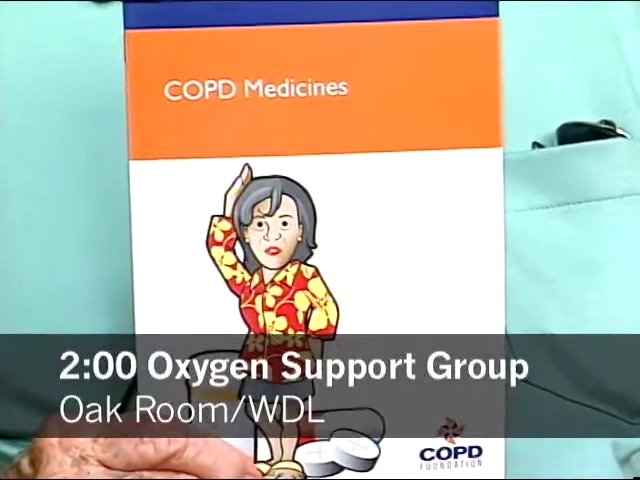 COPD Medicines
2:00 Oxygen Support Group
Oak Room/WDL
COPD
FOUNDATION